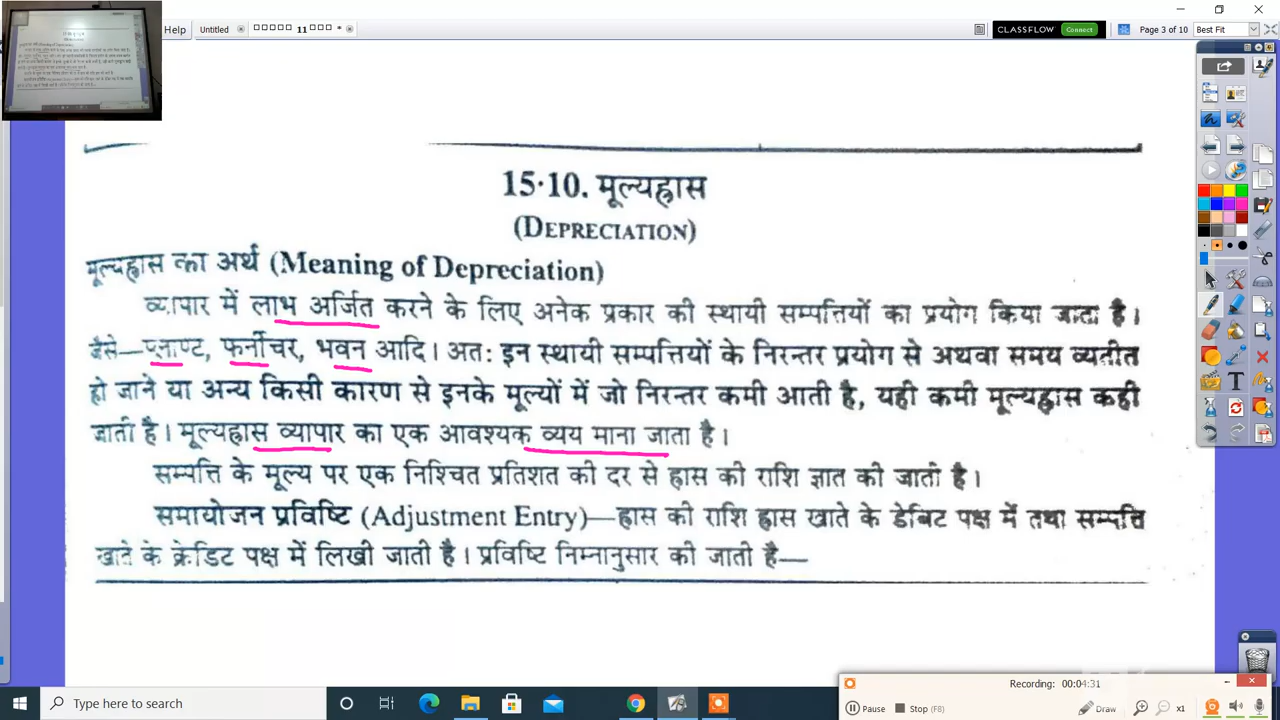 Untitled
11
*
Help
CLASSFLOW
Connect
Page 3 of 10
Best Fit
15·10. मूल्यह्रास
(DEPRECIATION)
मूल्यह्रास का अर्थ (Meaning of Depreciation)
व्यापार में लाभ अर्जित करने के लिए अनेक प्रकार की स्थायी सम्पत्तियों का प्रयोग किया जाता है।
जैसे—प्लाण्ट, फर्नीचर, भवन आदि। अत: इन स्थायी सम्पत्तियों के निरन्तर प्रयोग से अथवा समय व्यतीत
हो जाने या अन्य किसी कारण से इनके मूल्यों में जो निरन्तर कमी आती है, यही कमी मूल्यह्रास कही
जाती है। मूल्यह्रास व्यापार का एक आवश्यक व्यय माना जाता है।
सम्पत्ति के मूल्य पर एक निश्चित प्रतिशत की दर से ह्रास की राशि ज्ञात की जाती है।
समायोजन प्रविष्टि (Adjustment Entry)—ह्रास की राशि ह्रास खाते के डेबिट पक्ष में तथा सम्पत्ति
खाते के क्रेडिट पक्ष में लिखी जाती है। प्रविष्टि निम्नानुसार की जाती है—
Recording: 00:04:31
Pause
Stop (F8)
Draw
x1
Type here to search